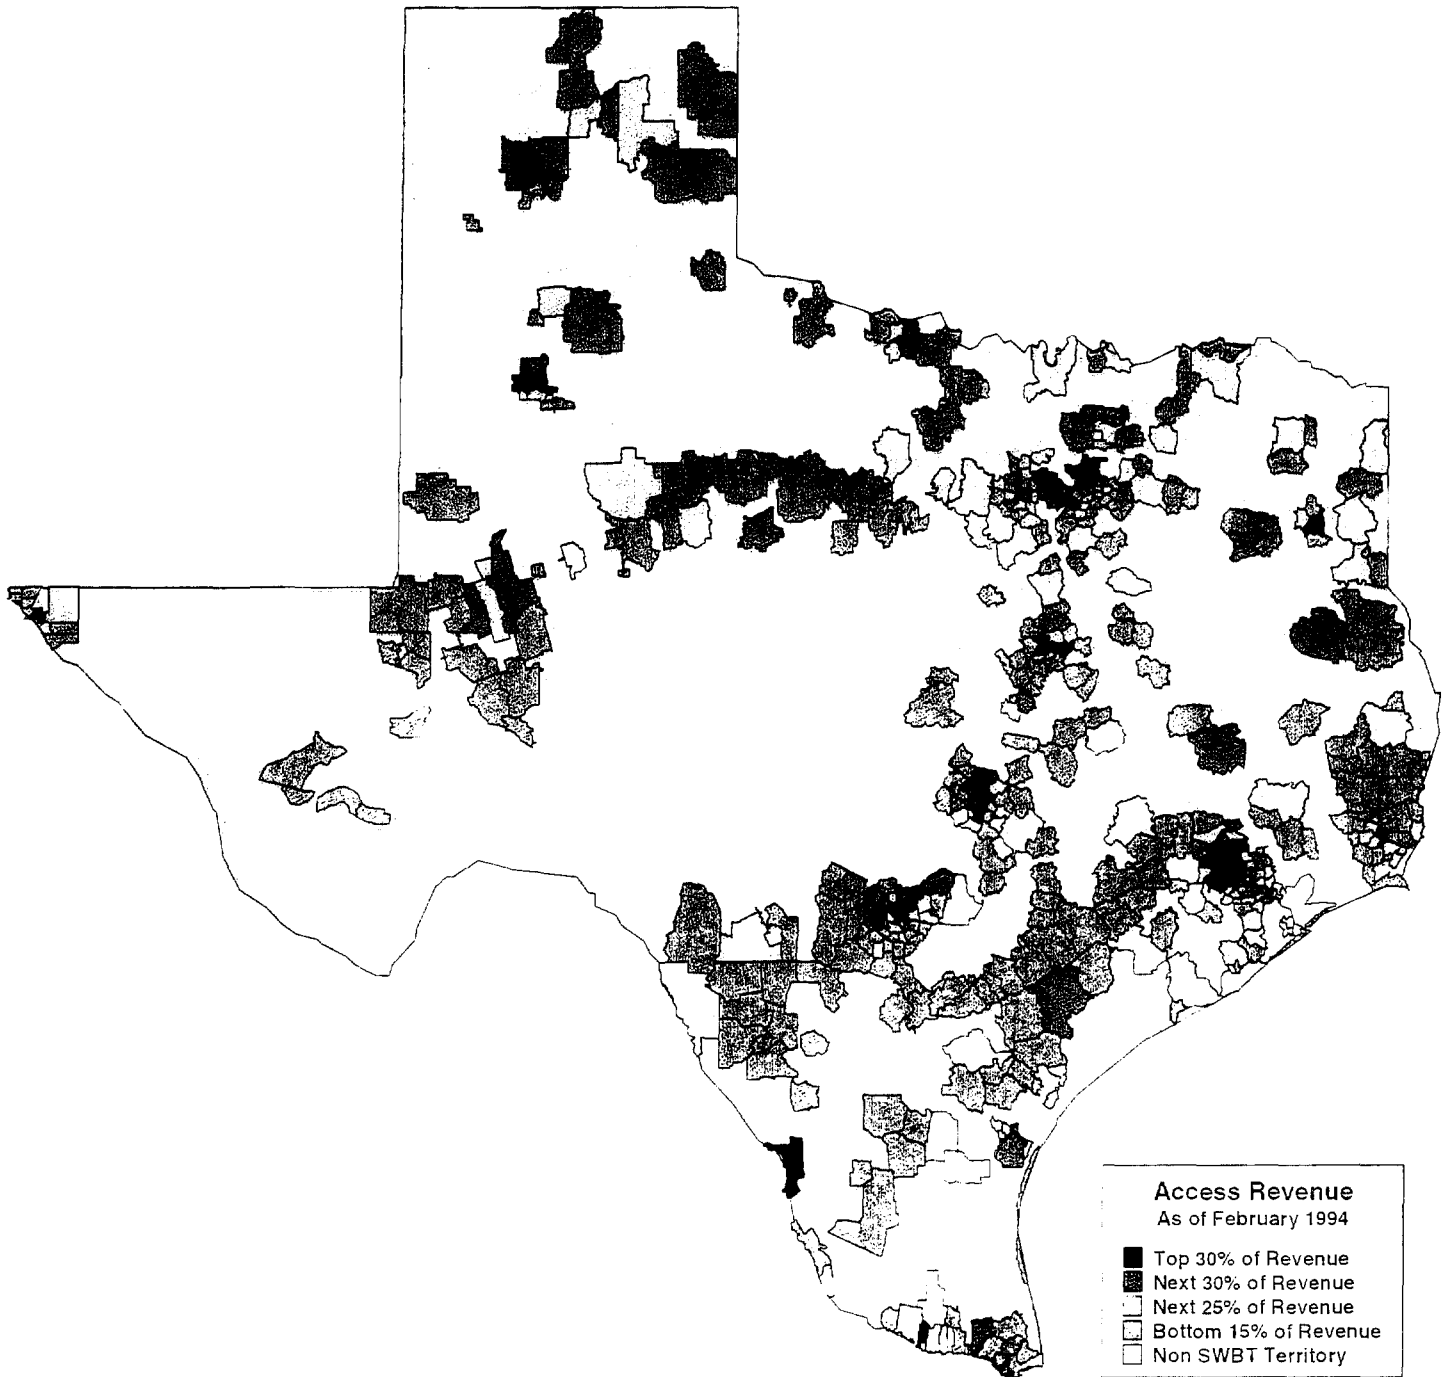 Access Revenue
As of February 1994
Top 30% of Revenue
Next 30% of Revenue
Next 25% of Revenue
Bottom 15% of Revenue
Non SWBT Territory